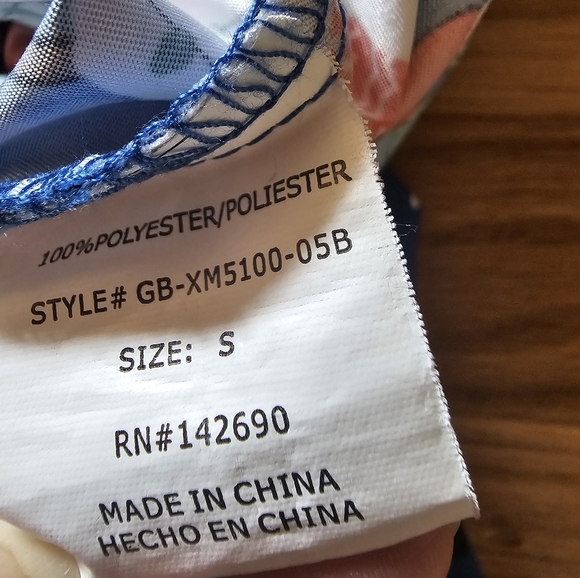 100%POLYESTER/POLIESTER
STYLE# GB-XM5100-05B
SIZE: S
RN#142690
MADE IN CHINA
HECHO EN CHINA